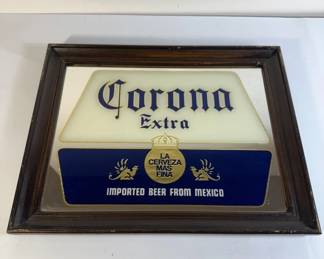 Corona
Extra
LA
CERVEZA
MAS
FINA
IMPORTED BEER FROM MEXICO